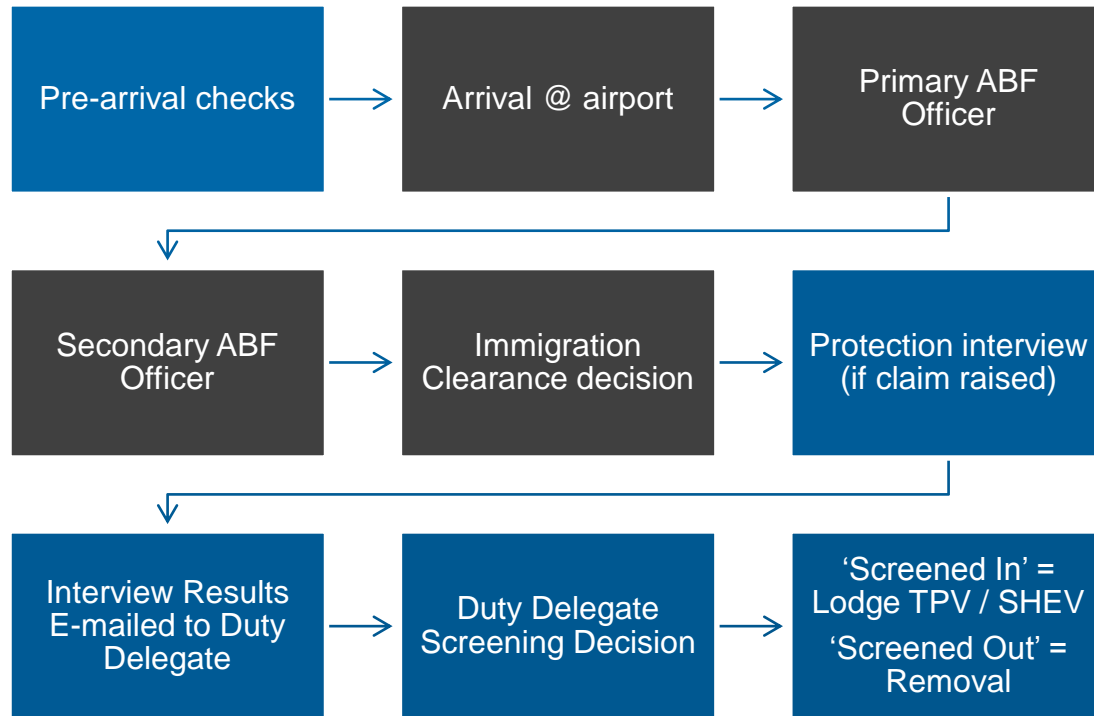 Pre-arrival checks
Arrival @ airport
Primary ABF
Officer
Secondary ABF
Officer
Immigration
Clearance decision
Protection interview
(if claim raised)
Interview Results
E-mailed to Duty
Delegate
Duty Delegate
Screening Decision
‘Screened In’ =
Lodge TPV / SHEV
‘Screened Out’ =
Removal